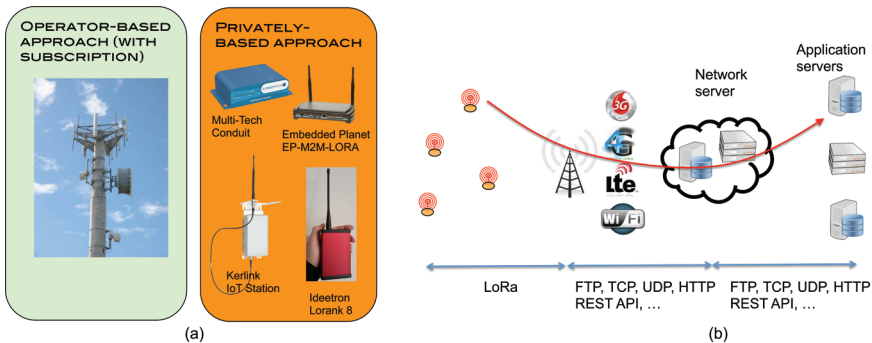 OPERATOR-BASED
APPROACH (WITH
SUBSCRIPTION)
PRIVATELY-
BASED APPROACH
Multi-Tech
Conduit
Embedded Planet
EP-M2M-LORA
Kerlink
IoT Station
Ideetron
Lorank 8
(a)
Network
server
Application
servers
3G
4G
LTE
Wi Fi
LoRa
FTP, TCP, UDP, HTTP
REST API, …
FTP, TCP, UDP, HTTP
REST API, …
(b)